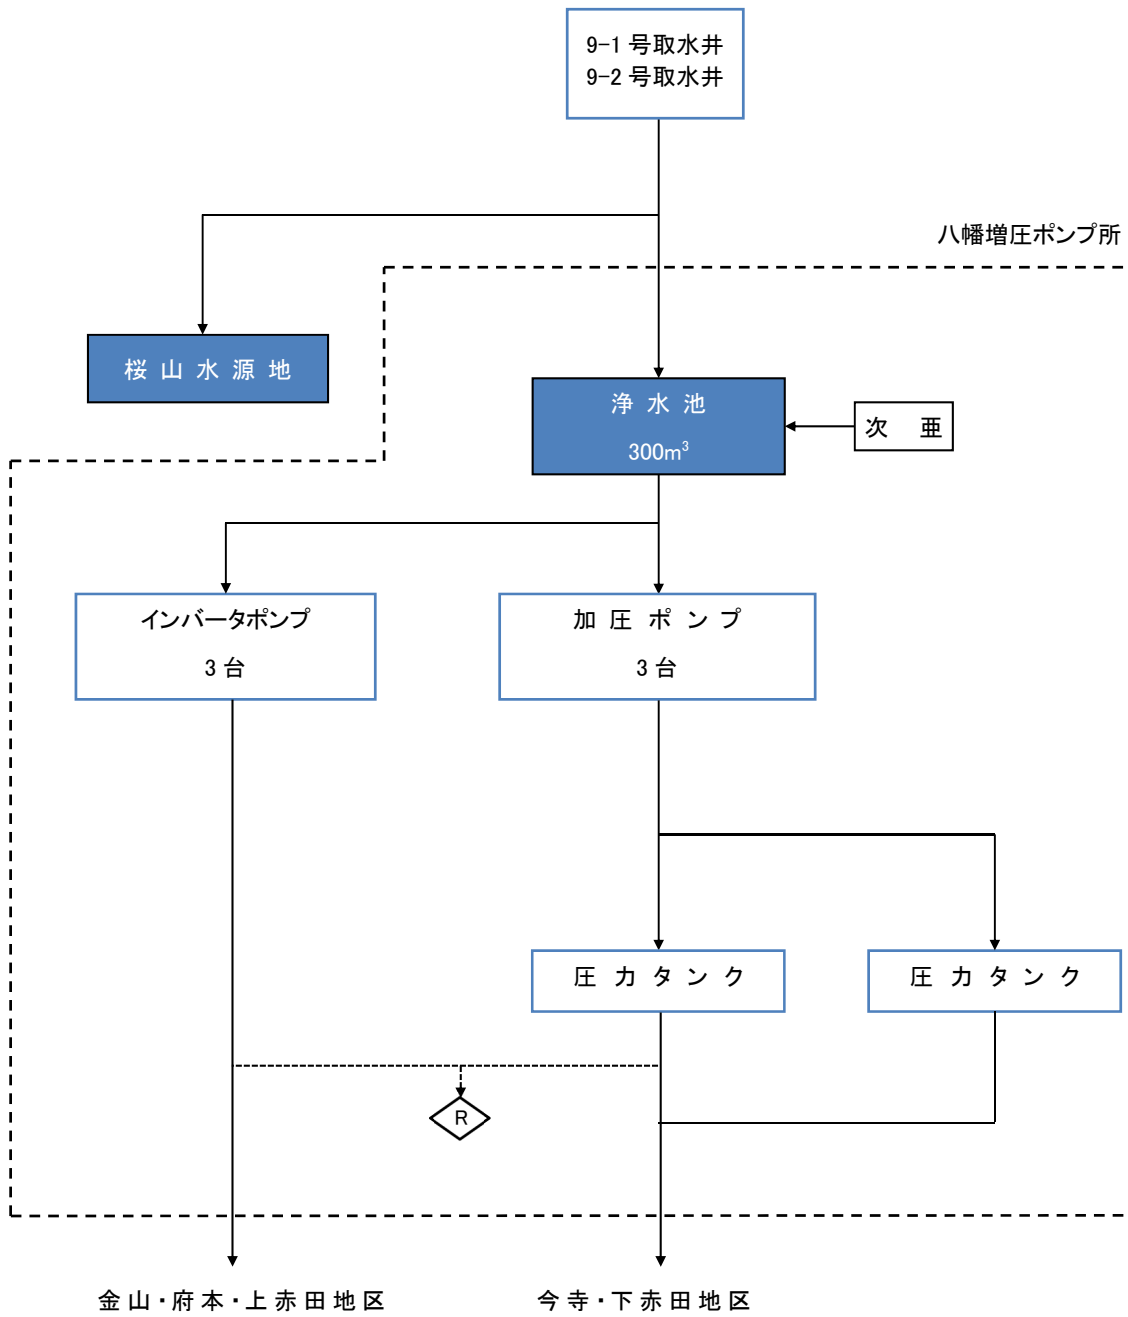 9-1 号取水井
9-2 号取水井
八幡増圧ポンプ所
桜 山 水 源 地
浄 水 池
300m³
次 亜
インバータポンプ
3 台
加 圧 ポ ン プ
3 台
圧 力 タ ン ク
圧 力 タ ン ク
R
金 山 ・ 府 本 ・ 上 赤 田 地 区
今 寺 ・ 下 赤 田 地 区